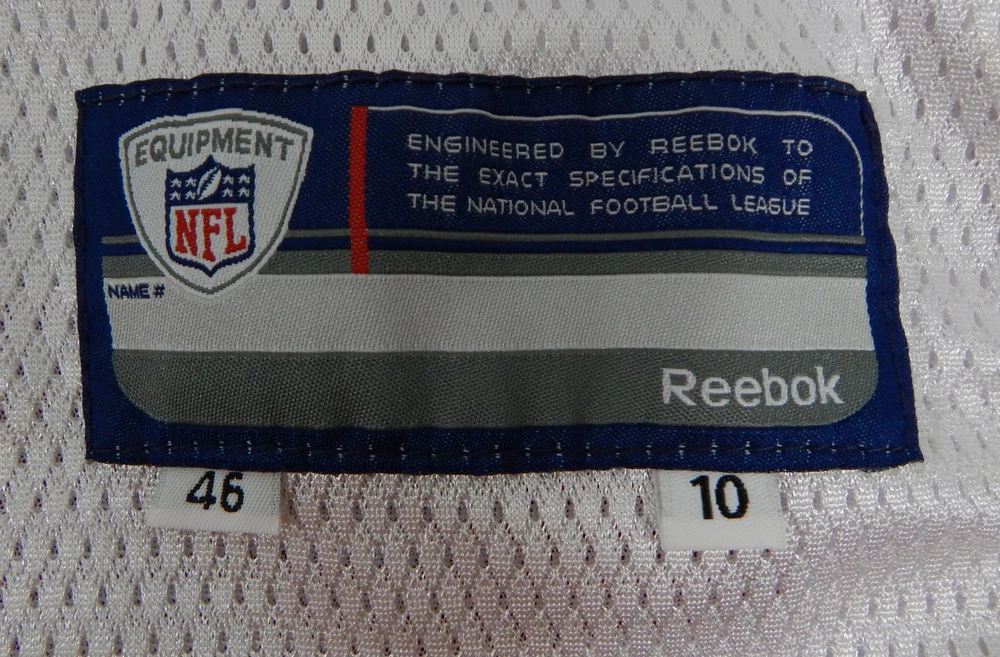 EQUIPMENT
NFL
ENGINEERED BY REEBOK TO
THE EXACT SPECIFICATIONS OF
THE NATIONAL FOOTBALL LEAGUE
NAME #
Reebok
46
10